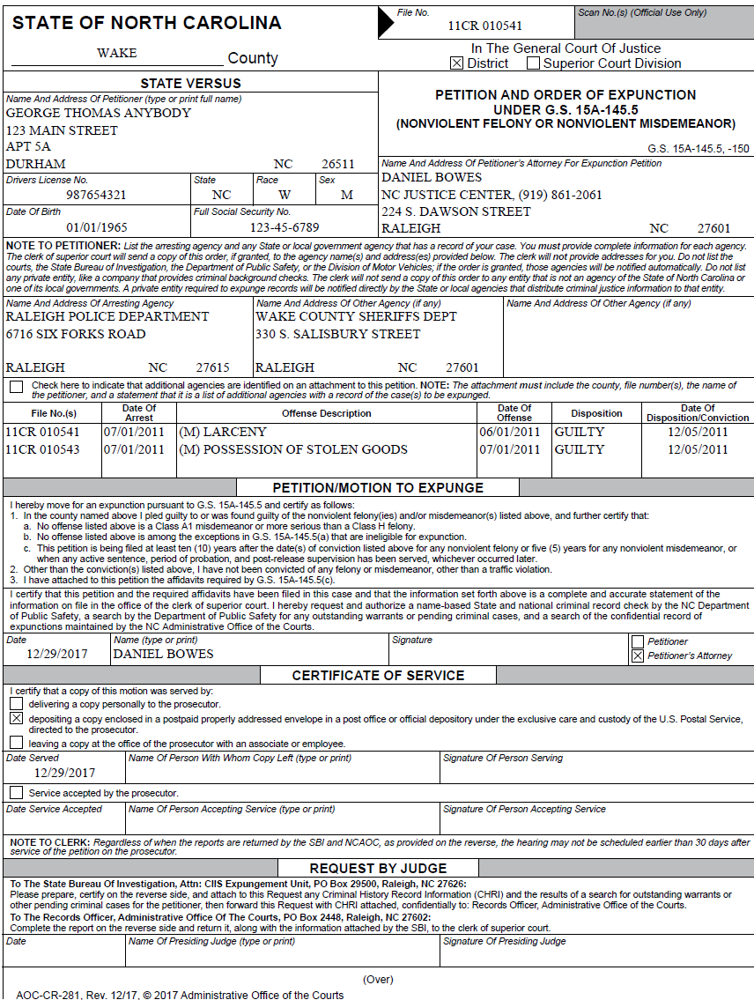 STATE OF NORTH CAROLINA
WAKE
County
File No.
11CR 010541
Scan No.(s) (Official Use Only)
In The General Court Of Justice
☒ District ☐ Superior Court Division
STATE VERSUS
Name And Address Of Petitioner (type or print full name)
GEORGE THOMAS ANYBODY
123 MAIN STREET
APT 5A
DURHAM NC 26511
Drivers License No. State Race Sex
987654321 NC W M
Date Of Birth Full Social Security No.
01/01/1965 123-45-6789
PETITION AND ORDER OF EXPUNCTION
UNDER G.S. 15A-145.5
(NONVIOLENT FELONY OR NONVIOLENT MISDEMEANOR)
G.S. 15A-145.5, -150
Name And Address Of Petitioner's Attorney For Expunction Petition
DANIEL BOWES
NC JUSTICE CENTER, (919) 861-2061
224 S. DAWSON STREET
RALEIGH NC 27601
NOTE TO PETITIONER: List the arresting agency and any State or local government agency that has a record of your case. You must provide complete information for each agency.
The clerk of superior court will send a copy of this order, if granted, to the agency name(s) and address(es) provided below. The clerk will not provide addresses for you. Do not list the
courts, the State Bureau of Investigation, the Department of Public Safety, or the Division of Motor Vehicles; if the order is granted, those agencies will be notified automatically. Do not list
any private entity, like a company that provides criminal background checks. The clerk will not send a copy of this order to any entity that is not an agency of the State of North Carolina or
one of its local governments. A private entity required to expunge records will be notified directly by the State or local agencies that distribute criminal justice information to that entity.
Name And Address Of Arresting Agency
RALEIGH POLICE DEPARTMENT
6716 SIX FORKS ROAD
RALEIGH NC 27615
Name And Address Of Other Agency (if any)
WAKE COUNTY SHERIFFS DEPT
330 S. SALISBURY STREET
RALEIGH NC 27601
Name And Address Of Other Agency (if any)
☐ Check here to indicate that additional agencies are identified on an attachment to this petition. NOTE: The attachment must include the county, file number(s), the name of
the petitioner, and a statement that it is a list of additional agencies with a record of the case(s) to be expunged.
File No.(s) Date Of Arrest Offense Description Date Of Offense Disposition Date Of Disposition/Conviction
11CR 010541 07/01/2011 (M) LARCENY 06/01/2011 GUILTY 12/05/2011
11CR 010543 07/01/2011 (M) POSSESSION OF STOLEN GOODS 07/01/2011 GUILTY 12/05/2011
PETITION/MOTION TO EXPUNGE
I hereby move for an expunction pursuant to G.S. 15A-145.5 and certify as follows:
1. In the county named above I pled guilty to or was found guilty of the nonviolent felony(ies) and/or misdemeanor(s) listed above, and further certify that:
a. No offense listed above is a Class A1 misdemeanor or more serious than a Class H felony.
b. No offense listed above is among the exceptions in G.S. 15A-145.5(a) that are ineligible for expunction.
c. This petition is being filed at least ten (10) years after the date(s) of conviction listed above for any nonviolent felony or five (5) years for any nonviolent misdemeanor, or
when any active sentence, period of probation, and post-release supervision has been served, whichever occurred later.
2. Other than the conviction(s) listed above, I have not been convicted of any felony or misdemeanor, other than a traffic violation.
3. I have attached to this petition the affidavits required by G.S. 15A-145.5(c).
I certify that this petition and the required affidavits have been filed in this case and that the information set forth above is a complete and accurate statement of the
information on file in the office of the clerk of superior court. I hereby request and authorize a name-based State and national criminal record check by the NC Department
of Public Safety, a search by the Department of Public Safety for any outstanding warrants or pending criminal cases, and a search of the confidential record of
expunctions maintained by the NC Administrative Office of the Courts.
Date Name (type or print) Signature ☐ Petitioner
12/29/2017 DANIEL BOWES ☒ Petitioner's Attorney
CERTIFICATE OF SERVICE
I certify that a copy of this motion was served by:
☐ delivering a copy personally to the prosecutor.
☒ depositing a copy enclosed in a postpaid properly addressed envelope in a post office or official depository under the exclusive care and custody of the U.S. Postal Service,
directed to the prosecutor.
☐ leaving a copy at the office of the prosecutor with an associate or employee.
Date Served Name Of Person With Whom Copy Left (type or print) Signature Of Person Serving
12/29/2017
☐ Service accepted by the prosecutor.
Date Service Accepted Name Of Person Accepting Service (type or print) Signature Of Person Accepting Service
NOTE TO CLERK: Regardless of when the reports are returned by the SBI and NCAOC, as provided on the reverse, the hearing may not be scheduled earlier than 30 days after
service of the petition on the prosecutor.
REQUEST BY JUDGE
To The State Bureau Of Investigation, Attn: CIIS Expungement Unit, PO Box 29500, Raleigh, NC 27626:
Please prepare, certify on the reverse side, and attach to this Request any Criminal History Record Information (CHRI) and the results of a search for outstanding warrants or
other pending criminal cases for the petitioner, then forward this Request with CHRI attached, confidentially to: Records Officer, Administrative Office of the Courts.
To The Records Officer, Administrative Office Of The Courts, PO Box 2448, Raleigh, NC 27602:
Complete the report on the reverse side and return it, along with the information attached by the SBI, to the clerk of superior court.
Date Name Of Presiding Judge (type or print) Signature Of Presiding Judge
(Over)
AOC-CR-281, Rev. 12/17, © 2017 Administrative Office of the Courts